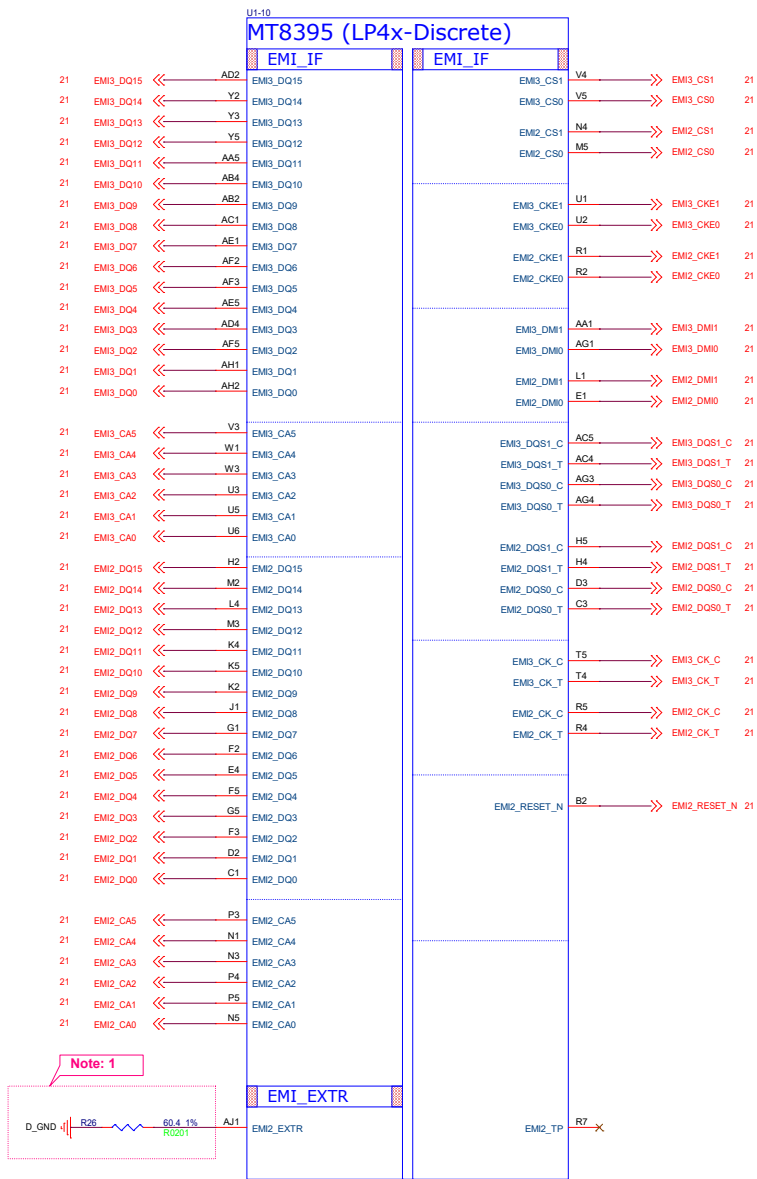 U1-10
MT8395 (LP4x-Discrete)
EMI_IF EMI_IF
21 EMI3_DQ15 AD2 EMI3_DQ15
21 EMI3_DQ14 Y2 EMI3_DQ14
21 EMI3_DQ13 Y3 EMI3_DQ13
21 EMI3_DQ12 Y5 EMI3_DQ12
21 EMI3_DQ11 AA5 EMI3_DQ11
21 EMI3_DQ10 AB4 EMI3_DQ10
21 EMI3_DQ9 AB2 EMI3_DQ9
21 EMI3_DQ8 AC1 EMI3_DQ8
21 EMI3_DQ7 AE1 EMI3_DQ7
21 EMI3_DQ6 AF2 EMI3_DQ6
21 EMI3_DQ5 AF3 EMI3_DQ5
21 EMI3_DQ4 AE5 EMI3_DQ4
21 EMI3_DQ3 AD4 EMI3_DQ3
21 EMI3_DQ2 AF5 EMI3_DQ2
21 EMI3_DQ1 AH1 EMI3_DQ1
21 EMI3_DQ0 AH2 EMI3_DQ0
21 EMI3_CA5 V3 EMI3_CA5
21 EMI3_CA4 W1 EMI3_CA4
21 EMI3_CA3 W3 EMI3_CA3
21 EMI3_CA2 U3 EMI3_CA2
21 EMI3_CA1 U5 EMI3_CA1
21 EMI3_CA0 U6 EMI3_CA0
21 EMI2_DQ15 H2 EMI2_DQ15
21 EMI2_DQ14 M2 EMI2_DQ14
21 EMI2_DQ13 L4 EMI2_DQ13
21 EMI2_DQ12 M3 EMI2_DQ12
21 EMI2_DQ11 K4 EMI2_DQ11
21 EMI2_DQ10 K5 EMI2_DQ10
21 EMI2_DQ9 K2 EMI2_DQ9
21 EMI2_DQ8 J1 EMI2_DQ8
21 EMI2_DQ7 G1 EMI2_DQ7
21 EMI2_DQ6 F2 EMI2_DQ6
21 EMI2_DQ5 E4 EMI2_DQ5
21 EMI2_DQ4 F5 EMI2_DQ4
21 EMI2_DQ3 G5 EMI2_DQ3
21 EMI2_DQ2 F3 EMI2_DQ2
21 EMI2_DQ1 D2 EMI2_DQ1
21 EMI2_DQ0 C1 EMI2_DQ0
21 EMI2_CA5 P3 EMI2_CA5
21 EMI2_CA4 N1 EMI2_CA4
21 EMI2_CA3 N3 EMI2_CA3
21 EMI2_CA2 P4 EMI2_CA2
21 EMI2_CA1 P5 EMI2_CA1
21 EMI2_CA0 N5 EMI2_CA0
Note: 1
EMI_EXTR
D_GND R26 60.4 1% AJ1 EMI2_EXTR
R0201
EMI3_CS1 V4 EMI3_CS1 21
EMI3_CS0 V5 EMI3_CS0 21
EMI2_CS1 N4 EMI2_CS1 21
EMI2_CS0 M5 EMI2_CS0 21
EMI3_CKE1 U1 EMI3_CKE1 21
EMI3_CKE0 U2 EMI3_CKE0 21
EMI2_CKE1 R1 EMI2_CKE1 21
EMI2_CKE0 R2 EMI2_CKE0 21
EMI3_DMI1 AA1 EMI3_DMI1 21
EMI3_DMI0 AG1 EMI3_DMI0 21
EMI2_DMI1 L1 EMI2_DMI1 21
EMI2_DMI0 E1 EMI2_DMI0 21
EMI3_DQS1_C AC5 EMI3_DQS1_C 21
EMI3_DQS1_T AC4 EMI3_DQS1_T 21
EMI3_DQS0_C AG3 EMI3_DQS0_C 21
EMI3_DQS0_T AG4 EMI3_DQS0_T 21
EMI2_DQS1_C H5 EMI2_DQS1_C 21
EMI2_DQS1_T H4 EMI2_DQS1_T 21
EMI2_DQS0_C D3 EMI2_DQS0_C 21
EMI2_DQS0_T C3 EMI2_DQS0_T 21
EMI3_CK_C T5 EMI3_CK_C 21
EMI3_CK_T T4 EMI3_CK_T 21
EMI2_CK_C R5 EMI2_CK_C 21
EMI2_CK_T R4 EMI2_CK_T 21
EMI2_RESET_N B2 EMI2_RESET_N 21
EMI2_TP R7